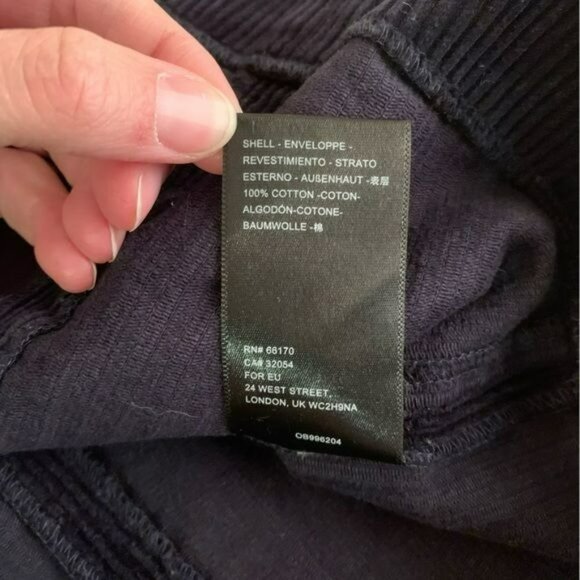 SHELL - ENVELOPPE -
REVESTIMIENTO - STRATO
ESTERNO - AUßENHAUT -表層
100% COTTON -COTON-
ALGODÓN-COTONE-
BAUMWOLLE -棉
RN# 66170
CA# 32054
FOR EU
24 WEST STREET,
LONDON, UK WC2H9NA
OB996204